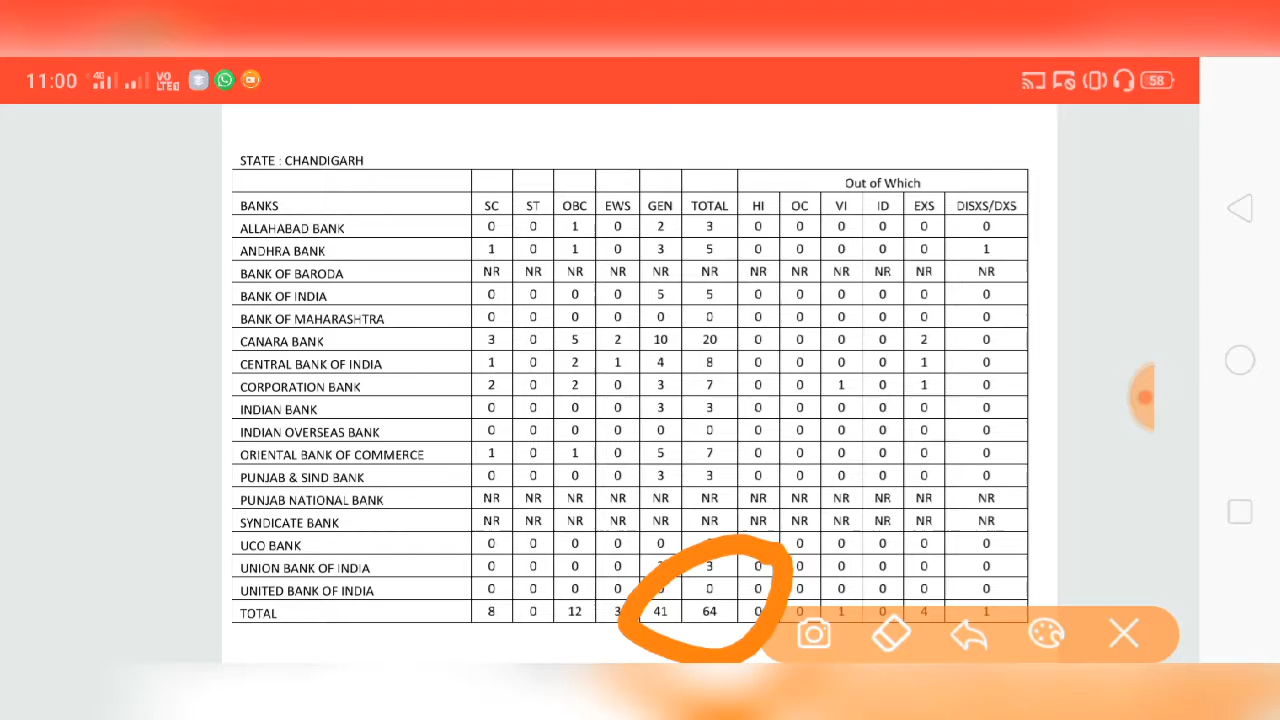 11:00 4G VO LTE 58
STATE : CHANDIGARH
Out of Which
BANKS SC ST OBC EWS GEN TOTAL HI OC VI ID EXS DISXS/DXS
ALLAHABAD BANK 0 0 1 0 2 3 0 0 0 0 0 0
ANDHRA BANK 1 0 1 0 3 5 0 0 0 0 0 1
BANK OF BARODA NR NR NR NR NR NR NR NR NR NR NR NR
BANK OF INDIA 0 0 0 0 5 5 0 0 0 0 0 0
BANK OF MAHARASHTRA 0 0 0 0 0 0 0 0 0 0 0 0
CANARA BANK 3 0 5 2 10 20 0 0 0 0 2 0
CENTRAL BANK OF INDIA 1 0 2 1 4 8 0 0 0 0 1 0
CORPORATION BANK 2 0 2 0 3 7 0 0 1 0 1 0
INDIAN BANK 0 0 0 0 3 3 0 0 0 0 0 0
INDIAN OVERSEAS BANK 0 0 0 0 0 0 0 0 0 0 0 0
ORIENTAL BANK OF COMMERCE 1 0 1 0 5 7 0 0 0 0 0 0
PUNJAB & SIND BANK 0 0 0 0 3 3 0 0 0 0 0 0
PUNJAB NATIONAL BANK NR NR NR NR NR NR NR NR NR NR NR NR
SYNDICATE BANK NR NR NR NR NR NR NR NR NR NR NR NR
UCO BANK 0 0 0 0 0 0 0 0 0 0 0
UNION BANK OF INDIA 0 0 0 0 3 0 0 0 0 0 0
UNITED BANK OF INDIA 0 0 0 0 0 0 0 0 0 0 0
TOTAL 8 0 12 3 41 64 0 0 1 0 4 1